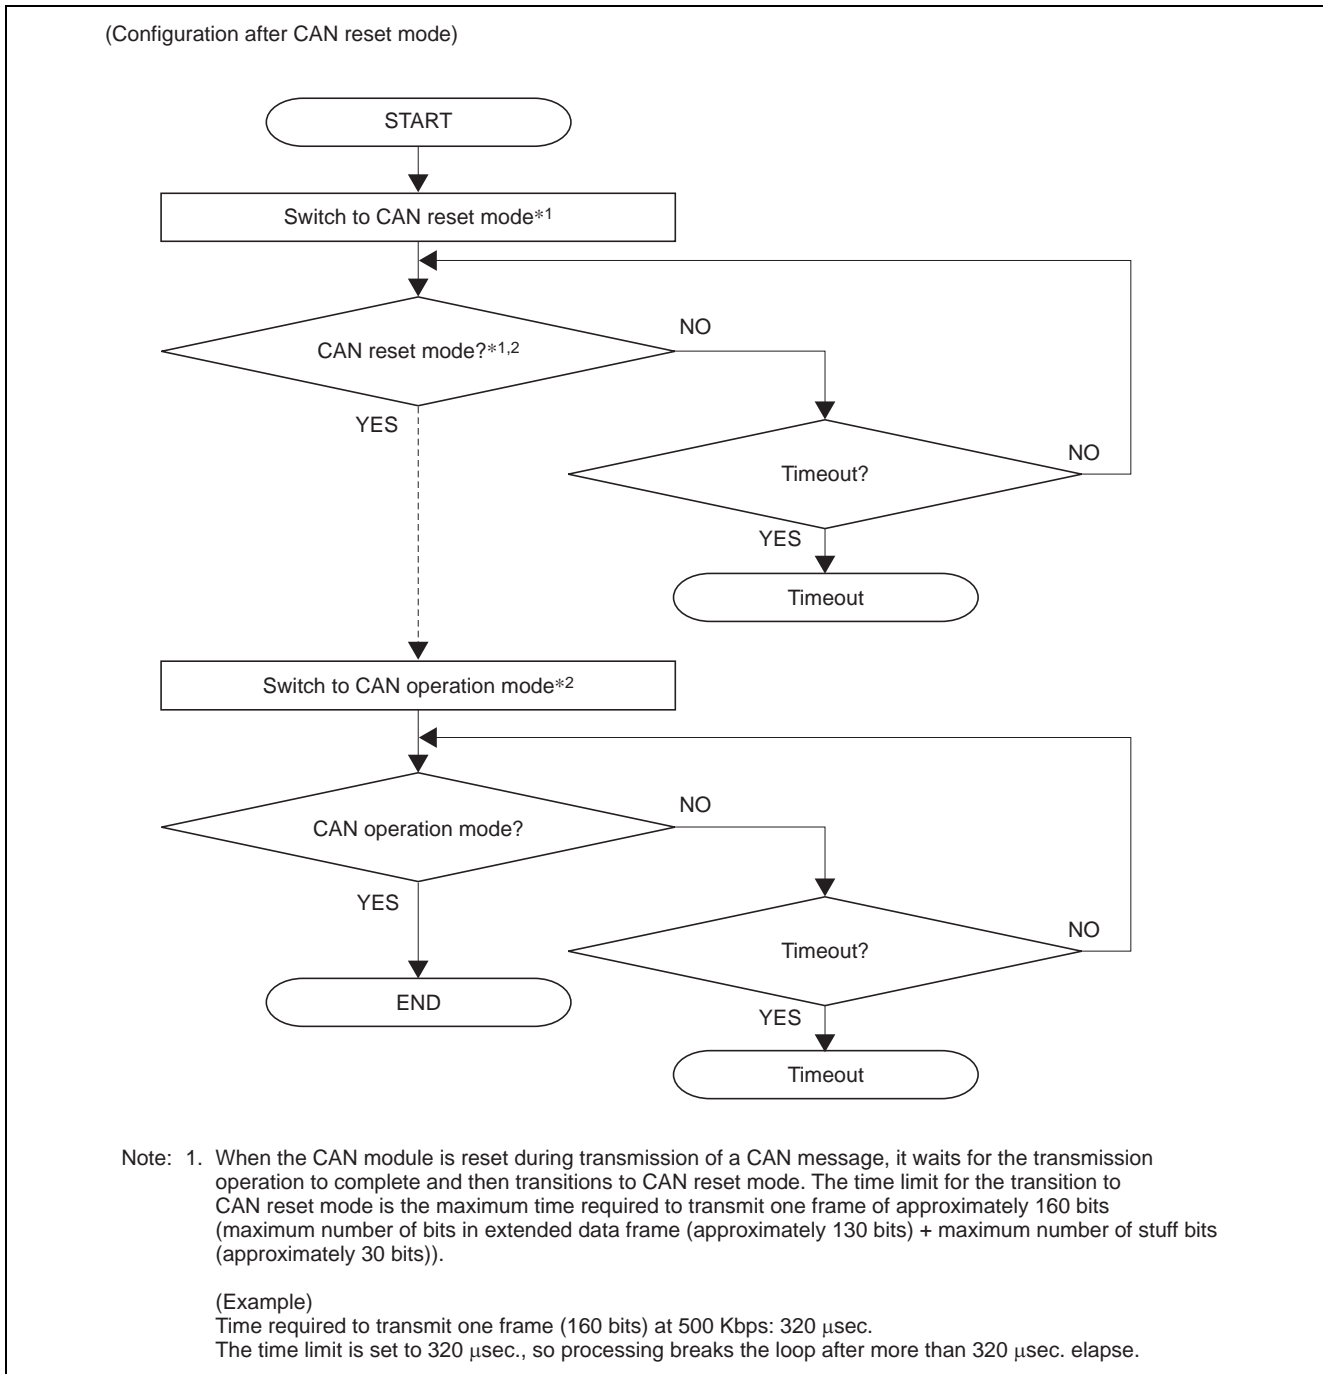 (Configuration after CAN reset mode)
START
Switch to CAN reset mode*1
CAN reset mode?*1,2
NO
YES
Timeout?
NO
YES
Timeout
Switch to CAN operation mode*2
CAN operation mode?
NO
YES
Timeout?
NO
END
YES
Timeout
Note: 1. When the CAN module is reset during transmission of a CAN message, it waits for the transmission
operation to complete and then transitions to CAN reset mode. The time limit for the transition to
CAN reset mode is the maximum time required to transmit one frame of approximately 160 bits
(maximum number of bits in extended data frame (approximately 130 bits) + maximum number of stuff bits
(approximately 30 bits)).
(Example)
Time required to transmit one frame (160 bits) at 500 Kbps: 320 μsec.
The time limit is set to 320 μsec., so processing breaks the loop after more than 320 μsec. elapse.